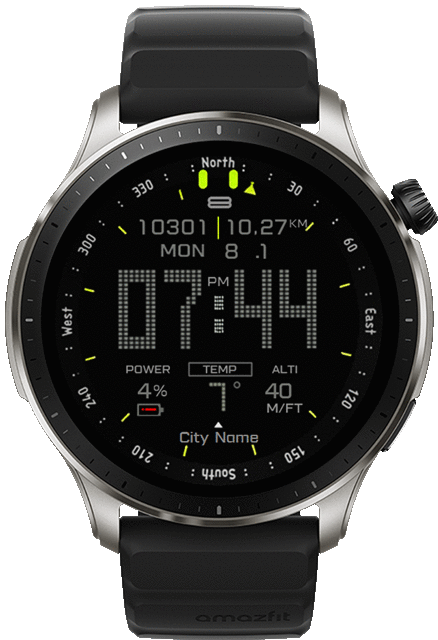 North
330 30
10301 10.27KM
300 60
MON 8 .1
07:44 PM
West East
POWER TEMP ALTI
4% 7° 40
M/FT
240 120
City Name
210 150
South
amazfit